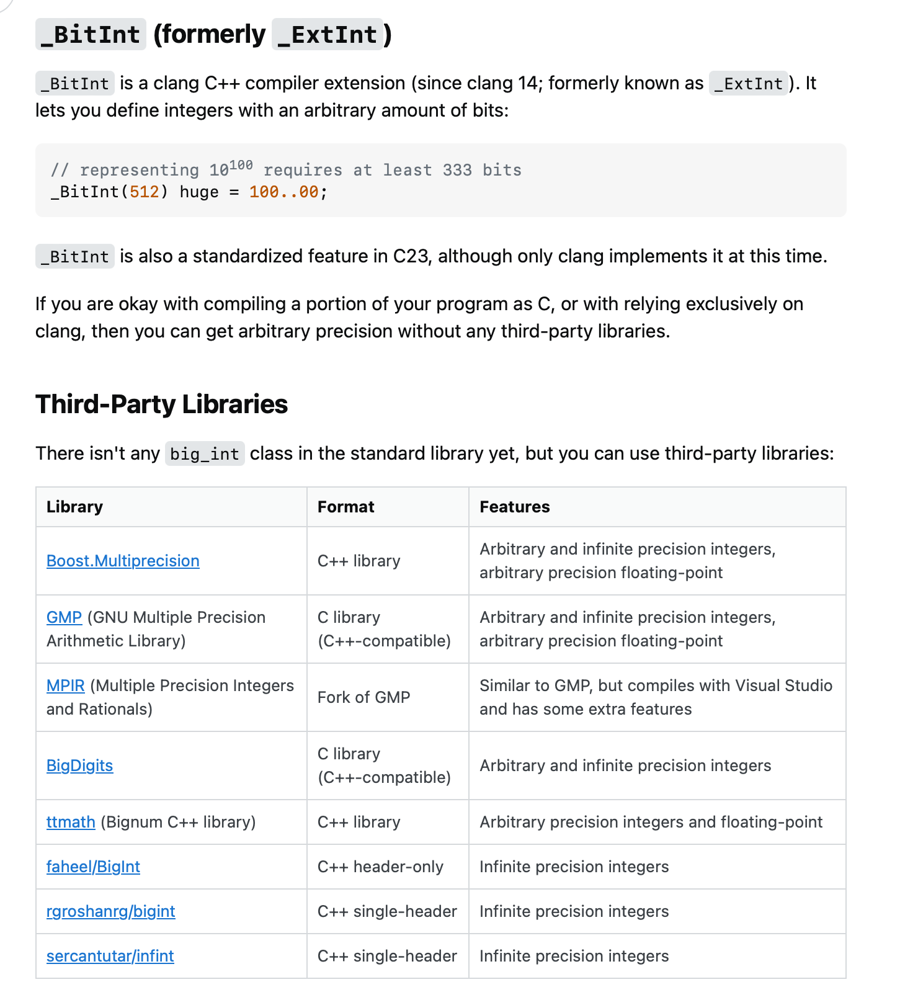 _BitInt (formerly _ExtInt)
_BitInt is a clang C++ compiler extension (since clang 14; formerly known as _ExtInt). It
lets you define integers with an arbitrary amount of bits:
// representing 10¹⁰⁰ requires at least 333 bits
_BitInt(512) huge = 100..00;
_BitInt is also a standardized feature in C23, although only clang implements it at this time.
If you are okay with compiling a portion of your program as C, or with relying exclusively on
clang, then you can get arbitrary precision without any third-party libraries.
Third-Party Libraries
There isn't any big_int class in the standard library yet, but you can use third-party libraries:
Library Format Features
Boost.Multiprecision C++ library Arbitrary and infinite precision integers,
arbitrary precision floating-point
GMP (GNU Multiple Precision
Arithmetic Library)
C library
(C++-compatible)
Arbitrary and infinite precision integers,
arbitrary precision floating-point
MPIR (Multiple Precision Integers
and Rationals)
Fork of GMP
Similar to GMP, but compiles with Visual Studio
and has some extra features
BigDigits
C library
(C++-compatible)
Arbitrary and infinite precision integers
ttmath (Bignum C++ library) C++ library Arbitrary precision integers and floating-point
faheel/BigInt C++ header-only Infinite precision integers
rgroshanrg/bigint C++ single-header Infinite precision integers
sercantutar/infint C++ single-header Infinite precision integers